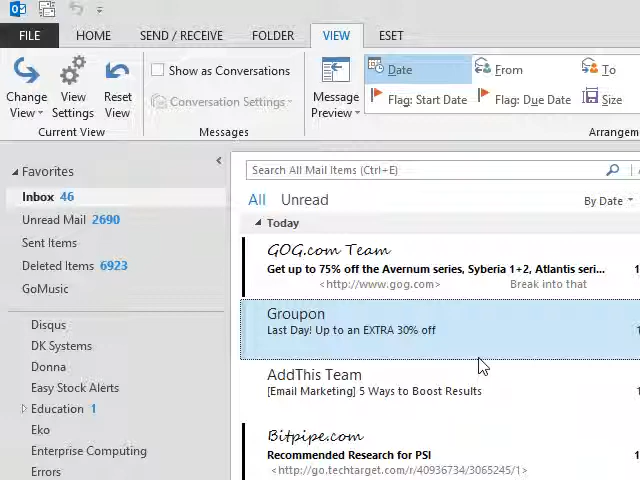 FILE HOME SEND / RECEIVE FOLDER VIEW ESET
Change View
View Settings
Reset View
Current View
Show as Conversations
Conversation Settings
Messages
Message Preview
Date From To
Flag: Start Date Flag: Due Date Size
Favorites
Inbox 46
Unread Mail 2690
Sent Items
Deleted Items 6923
GoMusic
Disqus
DK Systems
Donna
Easy Stock Alerts
Education 1
Eko
Enterprise Computing
Errors
Search All Mail Items (Ctrl+E)
All Unread By Date
Today
GOG.com Team
Get up to 75% off the Avernum series, Syberia 1+2, Atlantis seri...
<http://www.gog.com> Break into that
Groupon
Last Day! Up to an EXTRA 30% off
AddThis Team
[Email Marketing] 5 Ways to Boost Results
Bitpipe.com
Recommended Research for PSI
<http://go.techtarget.com/r/40936734/3065245/1>